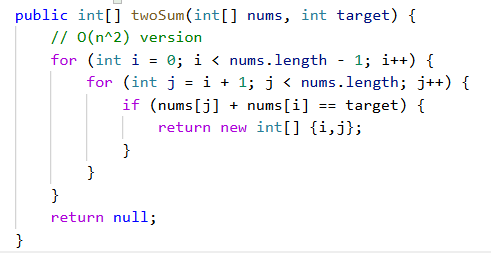 public int[] twoSum(int[] nums, int target) {
    // O(n^2) version
    for (int i = 0; i < nums.length - 1; i++) {
        for (int j = i + 1; j < nums.length; j++) {
            if (nums[j] + nums[i] == target) {
                return new int[] {i,j};
            }
        }
    }
    return null;
}